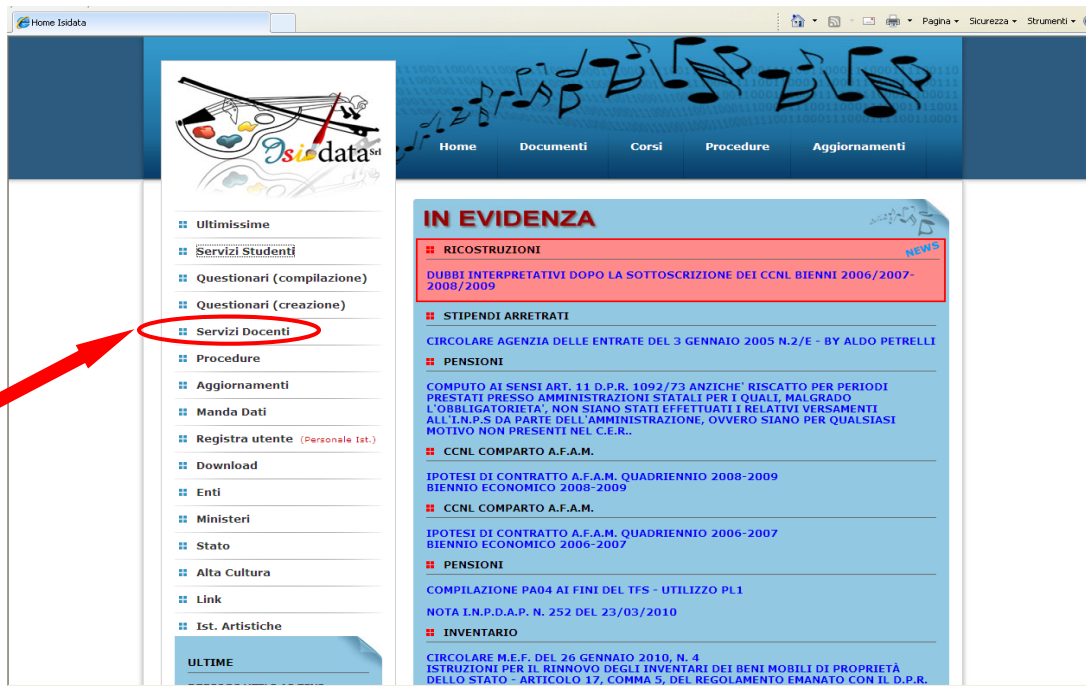 Home Isidata
Pagina
Sicurezza
Strumenti
Isidata Srl
Home
Documenti
Corsi
Procedure
Aggiornamenti
Ultimissime
Servizi Studenti
Questionari (compilazione)
Questionari (creazione)
Servizi Docenti
Procedure
Aggiornamenti
Manda Dati
Registra utente (Personale Ist.)
Download
Enti
Ministeri
Stato
Alta Cultura
Link
Ist. Artistiche
ULTIME
IN EVIDENZA
RICOSTRUZIONI
NEWS
DUBBI INTERPRETATIVI DOPO LA SOTTOSCRIZIONE DEI CCNL BIENNI 2006/2007-
2008/2009
STIPENDI ARRETRATI
CIRCOLARE AGENZIA DELLE ENTRATE DEL 3 GENNAIO 2005 N.2/E - BY ALDO PETRELLI
PENSIONI
COMPUTO AI SENSI ART. 11 D.P.R. 1092/73 ANZICHE' RISCATTO PER PERIODI
PRESTATI PRESSO AMMINISTRAZIONI STATALI PER I QUALI, MALGRADO
L'OBBLIGATORIETA', NON SIANO STATI EFFETTUATI I RELATIVI VERSAMENTI
ALL'I.N.P.S DA PARTE DELL'AMMINISTRAZIONE, OVVERO SIANO PER QUALSIASI
MOTIVO NON PRESENTI NEL C.E.R..
CCNL COMPARTO A.F.A.M.
IPOTESI DI CONTRATTO A.F.A.M. QUADRIENNIO 2008-2009
BIENNIO ECONOMICO 2008-2009
CCNL COMPARTO A.F.A.M.
IPOTESI DI CONTRATTO A.F.A.M. QUADRIENNIO 2006-2007
BIENNIO ECONOMICO 2006-2007
PENSIONI
COMPILAZIONE PA04 AI FINI DEL TFS - UTILIZZO PL1
NOTA I.N.P.D.A.P. N. 252 DEL 23/03/2010
INVENTARIO
CIRCOLARE M.E.F. DEL 26 GENNAIO 2010, N. 4
ISTRUZIONI PER IL RINNOVO DEGLI INVENTARI DEI BENI MOBILI DI PROPRIETÀ
DELLO STATO - ARTICOLO 17, COMMA 5, DEL REGOLAMENTO EMANATO CON IL D.P.R.